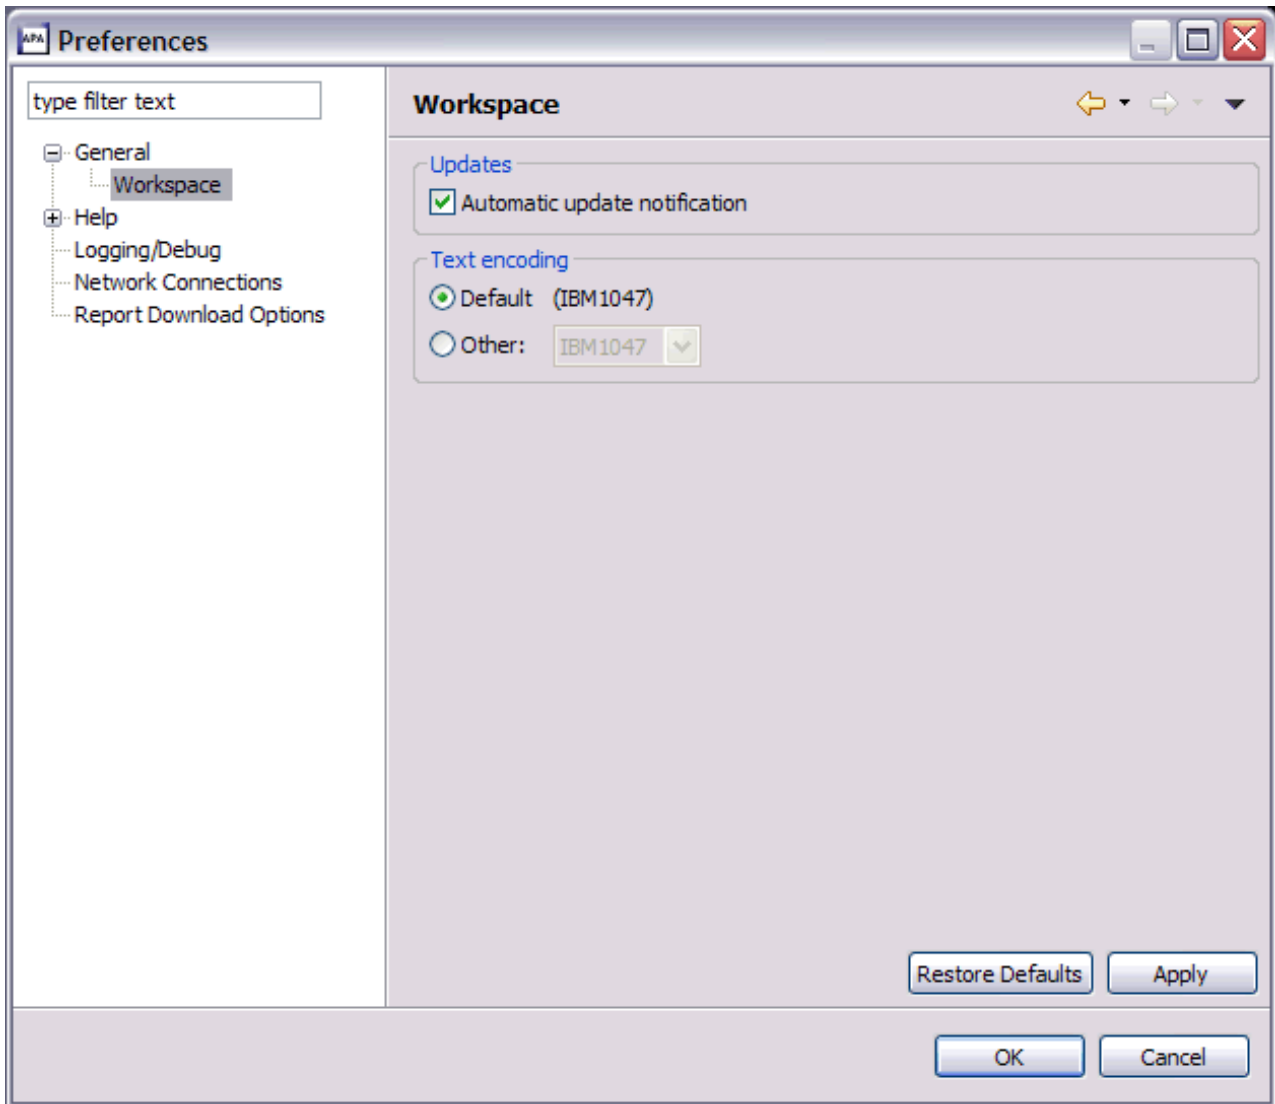 APA Preferences
type filter text
General
Workspace
Help
Logging/Debug
Network Connections
Report Download Options
Workspace
Updates
Automatic update notification
Text encoding
Default (IBM1047)
Other: IBM1047
Restore Defaults Apply
OK Cancel